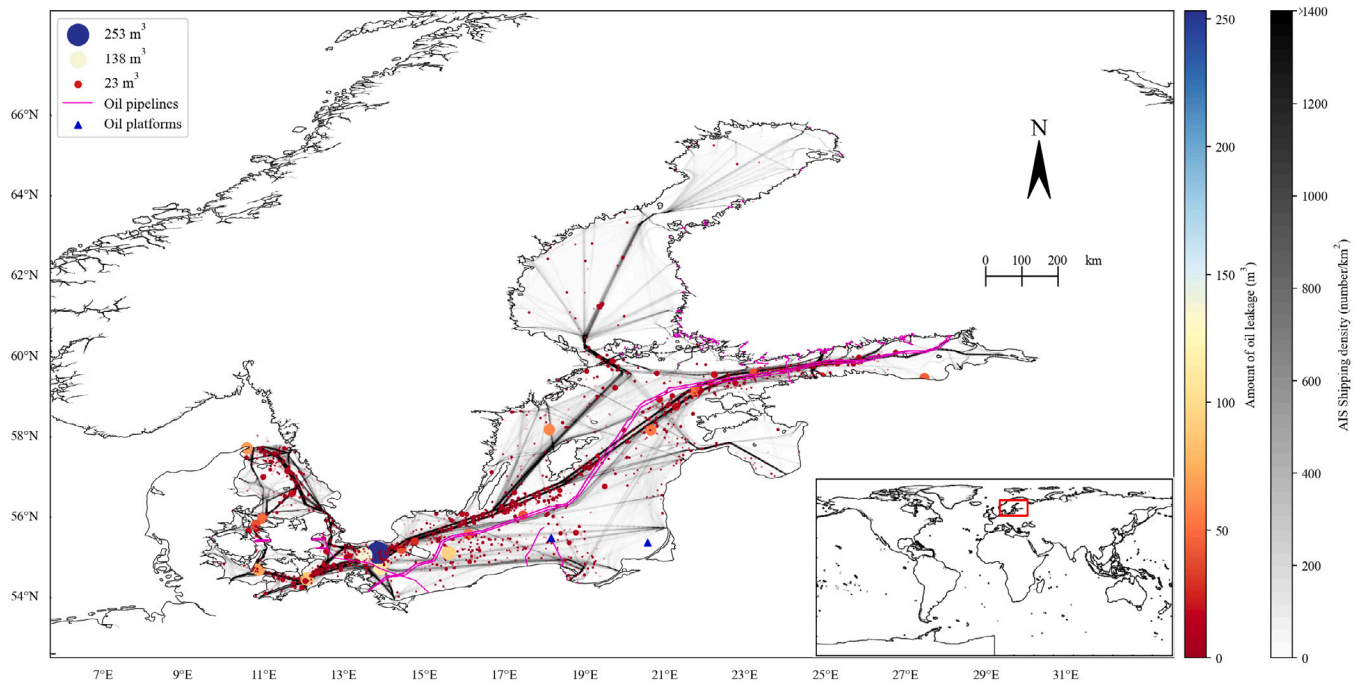 253 m³
138 m³
23 m³
Oil pipelines
Oil platforms
66°N
64°N
62°N
60°N
58°N
56°N
54°N
7°E
9°E
11°E
13°E
15°E
17°E
19°E
21°E
23°E
25°E
27°E
29°E
31°E
N
0 100 200 km
250
200
150
100
50
0
Amount of oil leakage (m³)
>1400
1200
1000
800
600
400
200
0
AIS Shipping density (number/km²)